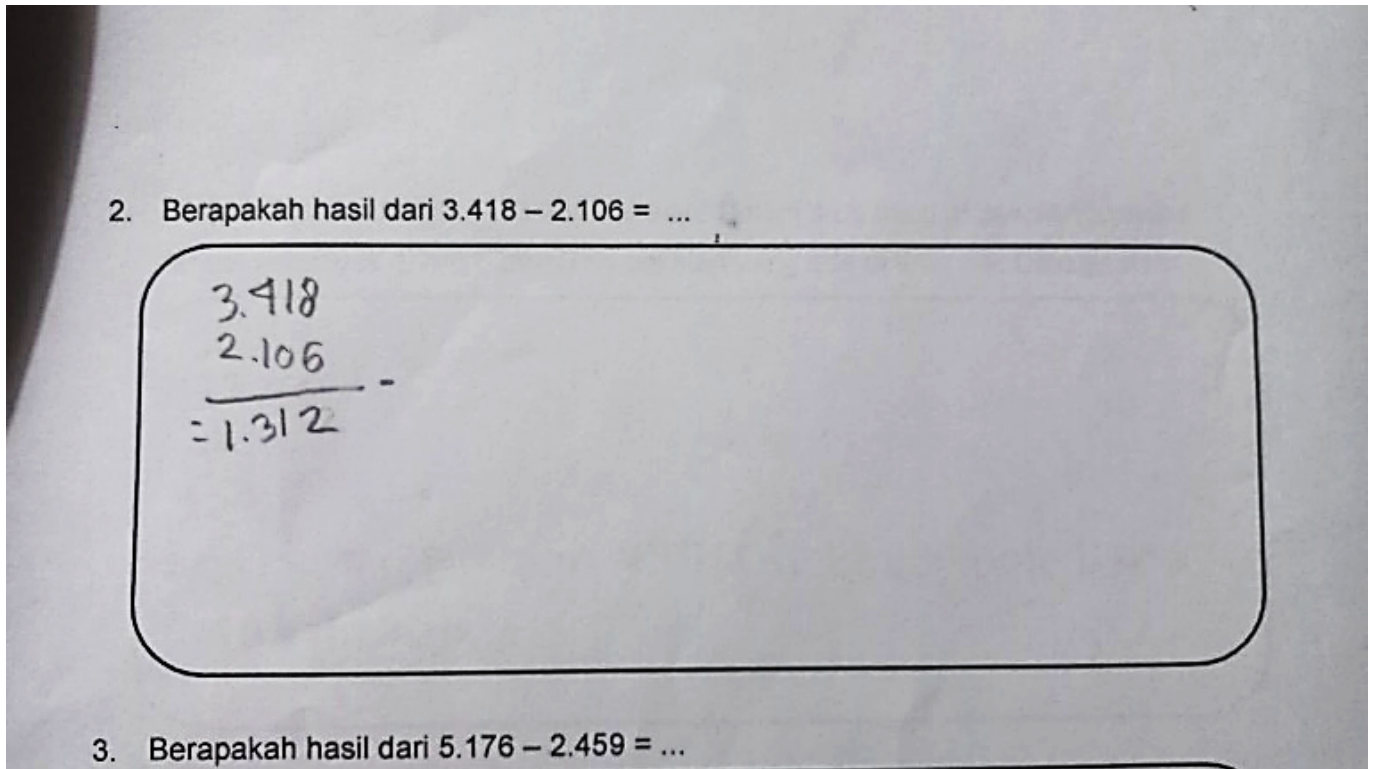 2. Berapakah hasil dari 3.418 – 2.106 = ...
3.418
2.106
-
= 1.312
3. Berapakah hasil dari 5.176 – 2.459 = ...